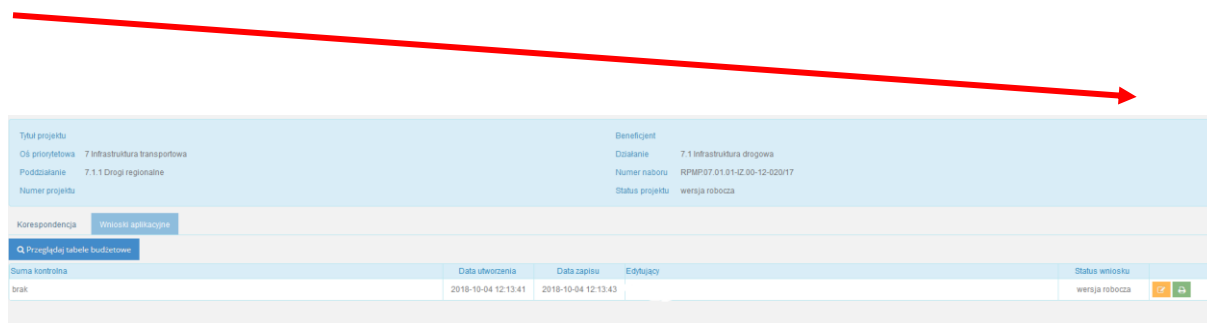 Tytuł projektu Beneficjent
Oś priorytetowa 7 Infrastruktura transportowa Działanie 7.1 Infrastruktura drogowa
Poddziałanie 7.1.1 Drogi regionalne Numer naboru RPMP.07.01.01-IZ.00-12-020/17
Numer projektu Status projektu wersja robocza
Korespondencja Wnioski aplikacyjne
Przeglądaj tabele budżetowe
Suma kontrolna Data utworzenia Data zapisu Edytujący Status wniosku
brak 2018-10-04 12:13:41 2018-10-04 12:13:43 wersja robocza